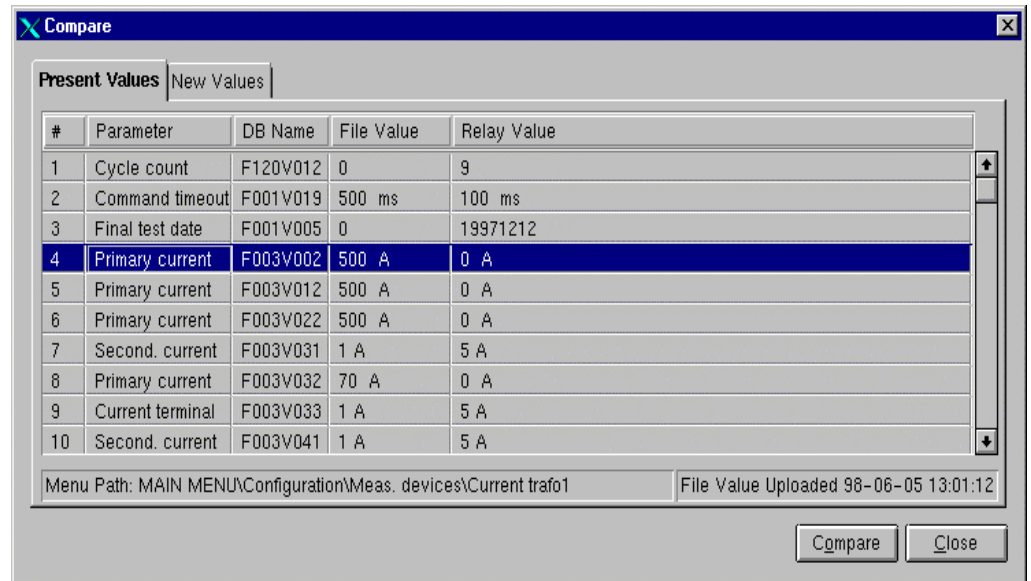 Compare
Present Values New Values
# Parameter DB Name File Value Relay Value
1 Cycle count F120V012 0 9
2 Command timeout F001V019 500 ms 100 ms
3 Final test date F001V005 0 19971212
4 Primary current F003V002 500 A 0 A
5 Primary current F003V012 500 A 0 A
6 Primary current F003V022 500 A 0 A
7 Second. current F003V031 1 A 5 A
8 Primary current F003V032 70 A 0 A
9 Current terminal F003V033 1 A 5 A
10 Second. current F003V041 1 A 5 A
Menu Path: MAIN MENU\Configuration\Meas. devices\Current trafo1 File Value Uploaded 98-06-05 13:01:12
Compare Close